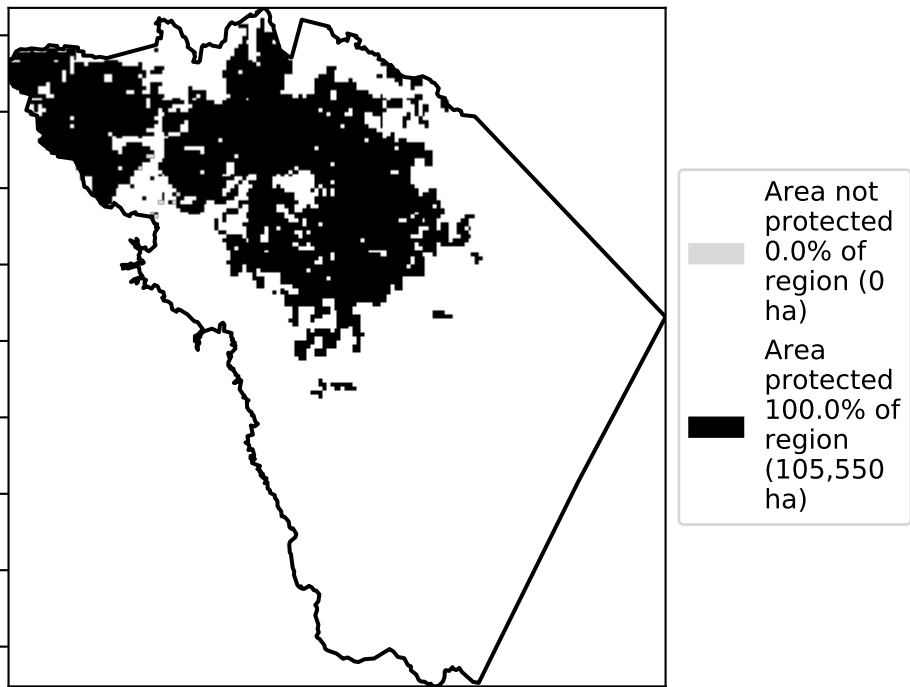 Area not
protected
0.0% of
region (0
ha)
Area
protected
100.0% of
region
(105,550
ha)